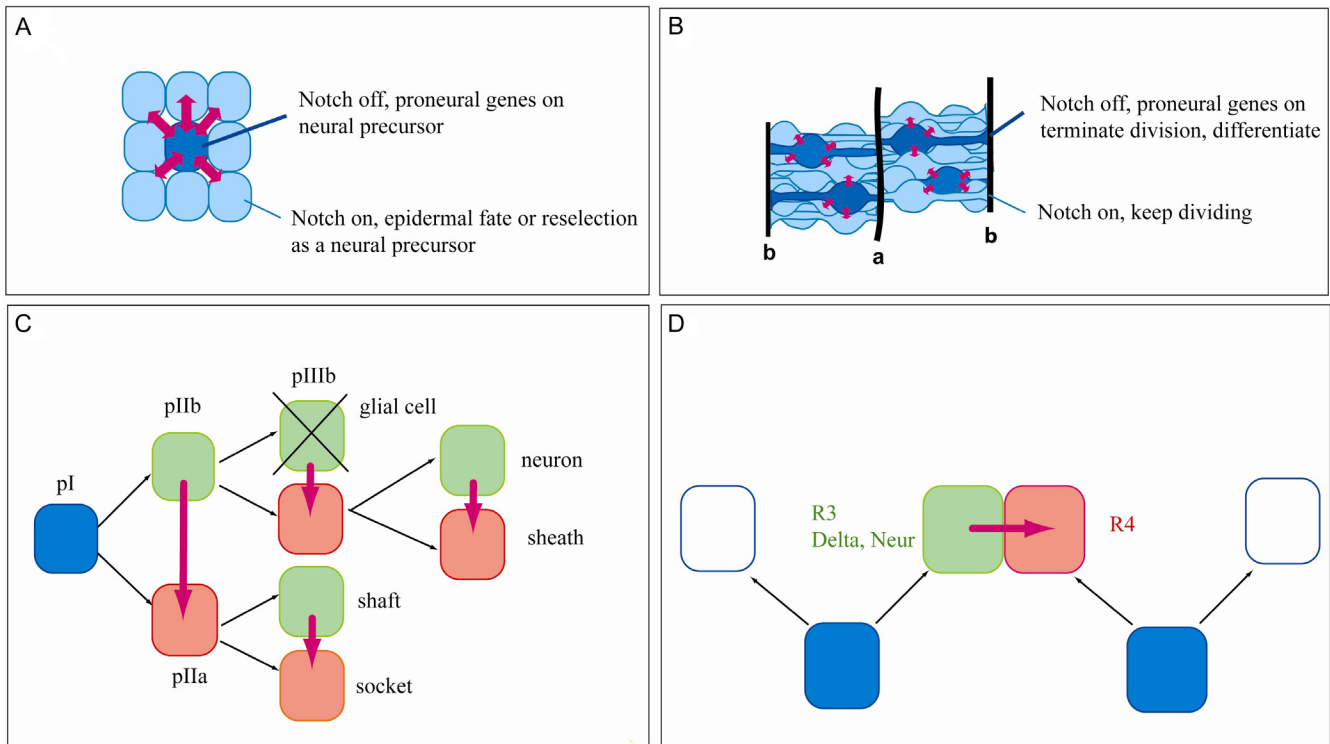 A
Notch off, proneural genes on
neural precursor
Notch on, epidermal fate or reselection
as a neural precursor
B
Notch off, proneural genes on
terminate division, differentiate
Notch on, keep dividing
b
a
b
C
pI
pIIb
pIIa
pIIIb
glial cell
neuron
sheath
shaft
socket
D
R3
Delta, Neur
R4